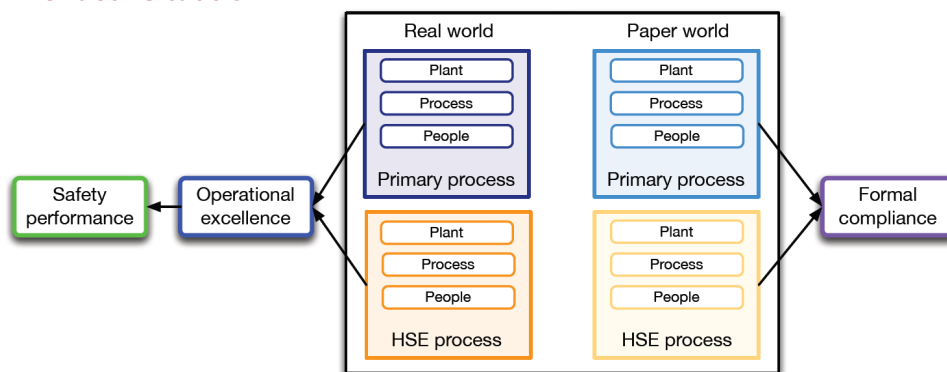 Real world
Paper world
Plant
Process
People
Primary process
Plant
Process
People
Primary process
Safety
performance
Operational
excellence
Formal
compliance
Plant
Process
People
HSE process
Plant
Process
People
HSE process